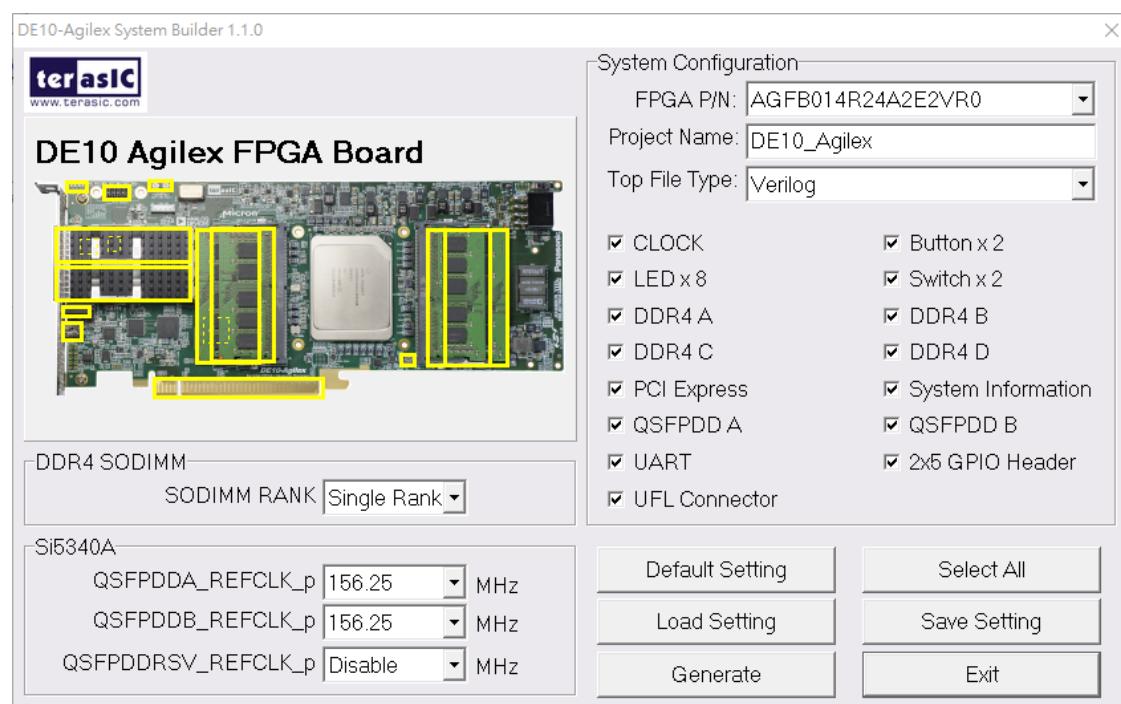 DE10-Agilex System Builder 1.1.0
terasIC
www.terasic.com
DE10 Agilex FPGA Board
Micron
Panasonic
DE10-Agilex
DDR4 SODIMM
SODIMM RANK Single Rank
Si5340A
QSFPDDA_REFCLK_p 156.25 MHz
QSFPDDB_REFCLK_p 156.25 MHz
QSFPDDRSV_REFCLK_p Disable MHz
System Configuration
FPGA P/N: AGFB014R24A2E2VR0
Project Name: DE10_Agilex
Top File Type: Verilog
CLOCK Button x 2
LED x 8 Switch x 2
DDR4 A DDR4 B
DDR4 C DDR4 D
PCI Express System Information
QSFPDD A QSFPDD B
UART 2x5 GPIO Header
UFL Connector
Default Setting Select All
Load Setting Save Setting
Generate Exit